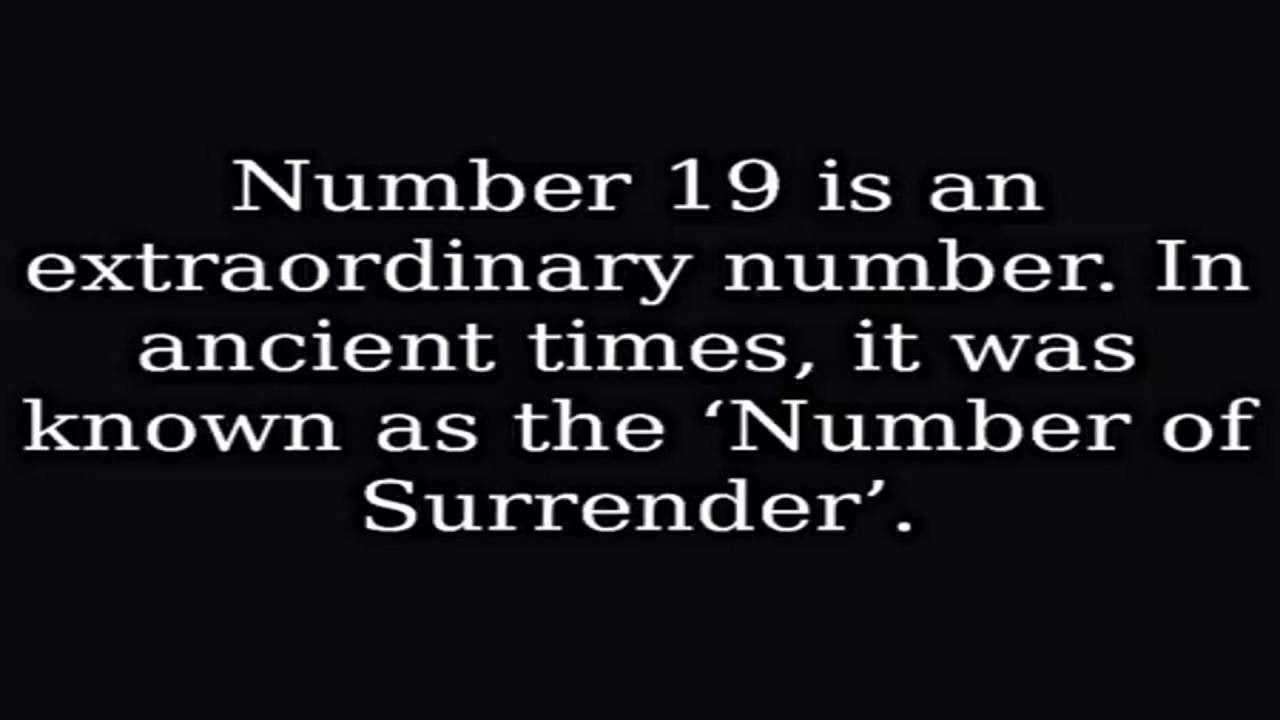 Number 19 is an
extraordinary number. In
ancient times, it was
known as the ‘Number of
Surrender’.